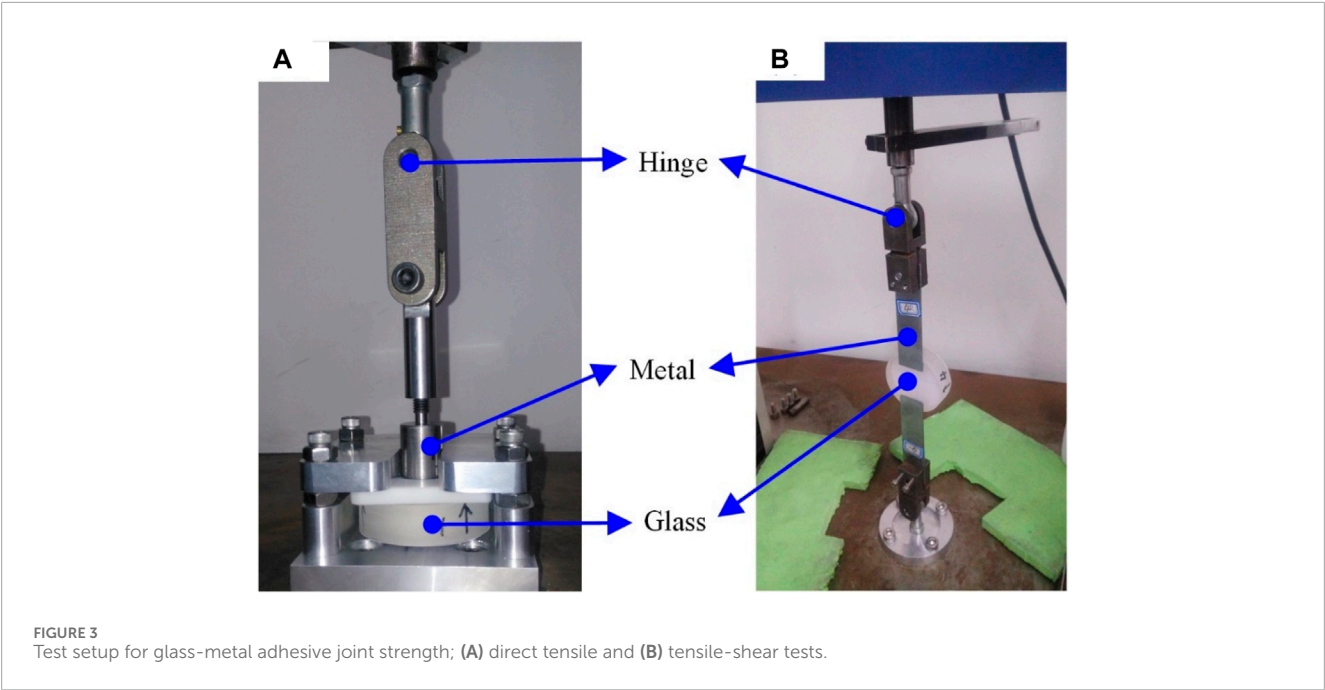 A
B
Hinge
Metal
Glass
FIGURE 3
Test setup for glass-metal adhesive joint strength; (A) direct tensile and (B) tensile-shear tests.